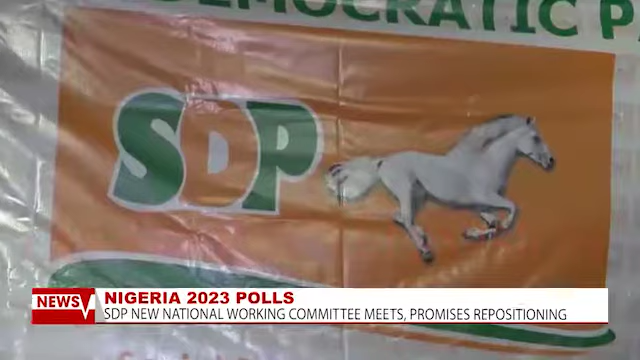 DEMOCRATIC
SDP
NEWS
NIGERIA 2023 POLLS
SDP NEW NATIONAL WORKING COMMITTEE MEETS, PROMISES REPOSITIONING